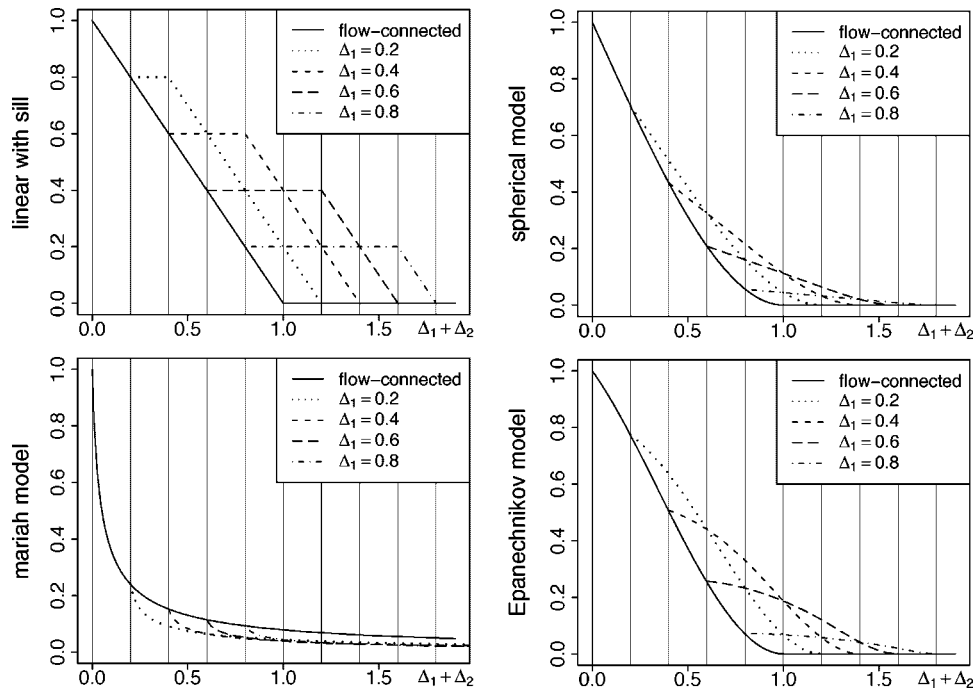 linear with sill
1.0
0.8
0.6
0.4
0.2
0.0
flow−connected
Δ1 = 0.2
Δ1 = 0.4
Δ1 = 0.6
Δ1 = 0.8
0.0 0.5 1.0 1.5 Δ1 + Δ2
spherical model
1.0
0.8
0.6
0.4
0.2
0.0
flow−connected
Δ1 = 0.2
Δ1 = 0.4
Δ1 = 0.6
Δ1 = 0.8
0.0 0.5 1.0 1.5 Δ1 + Δ2
mariah model
1.0
0.8
0.6
0.4
0.2
0.0
flow−connected
Δ1 = 0.2
Δ1 = 0.4
Δ1 = 0.6
Δ1 = 0.8
0.0 0.5 1.0 1.5 Δ1 + Δ2
Epanechnikov model
1.0
0.8
0.6
0.4
0.2
0.0
flow−connected
Δ1 = 0.2
Δ1 = 0.4
Δ1 = 0.6
Δ1 = 0.8
0.0 0.5 1.0 1.5 Δ1 + Δ2